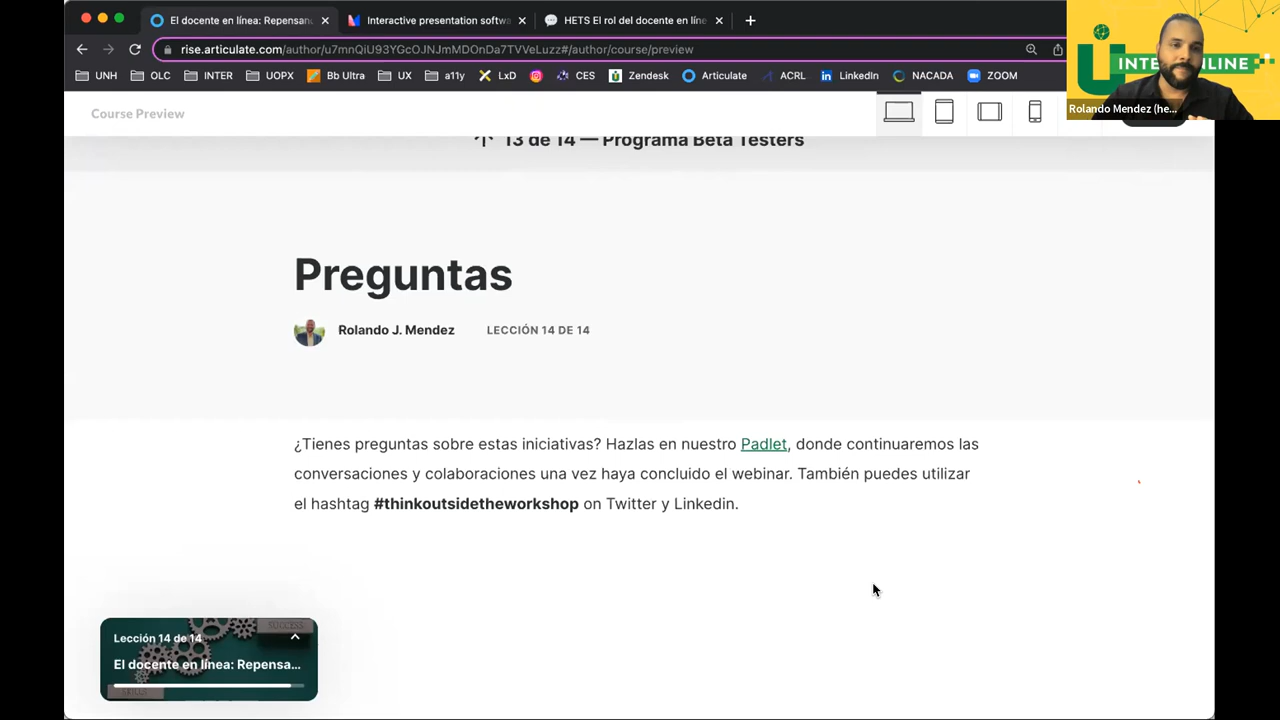 El docente en línea: Repensand
Interactive presentation softwa
HETS El rol del docente en líne
rise.articulate.com/author/u7mnQiU93YGcOJNJmMDOnDa7TVVeLuzz#/author/course/preview
UNH OLC INTER UOPX Bb Ultra UX a11y LxD CES Zendesk Articulate ACRL LinkedIn NACADA ZOOM
INTER ONLINE
Rolando Mendez (he...
Course Preview
13 de 14 — Programa Beta Testers
Preguntas
Rolando J. Mendez LECCIÓN 14 DE 14
¿Tienes preguntas sobre estas iniciativas? Hazlas en nuestro Padlet, donde continuaremos las
conversaciones y colaboraciones una vez haya concluido el webinar. También puedes utilizar
el hashtag #thinkoutsidetheworkshop on Twitter y Linkedin.
SUCCESS
Lección 14 de 14
El docente en línea: Repensa...
SKILLS